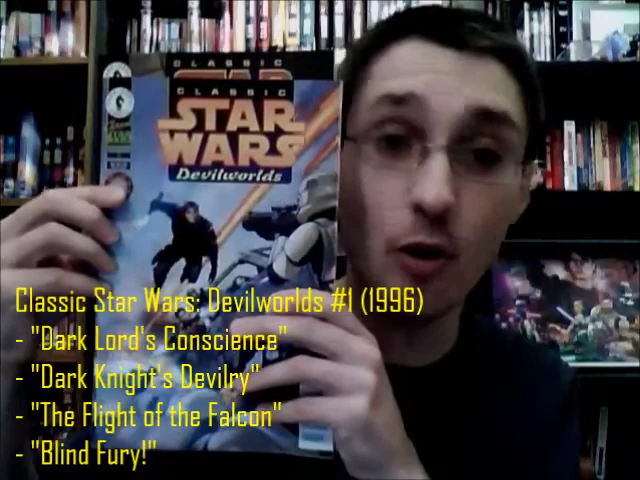 CLASSIC
CLASSIC
STAR
WARS
Devilworlds
Classic Star Wars: Devilworlds #1 (1996)
- "Dark Lord's Conscience"
- "Dark Knight's Devilry"
- "The Flight of the Falcon"
- "Blind Fury!"